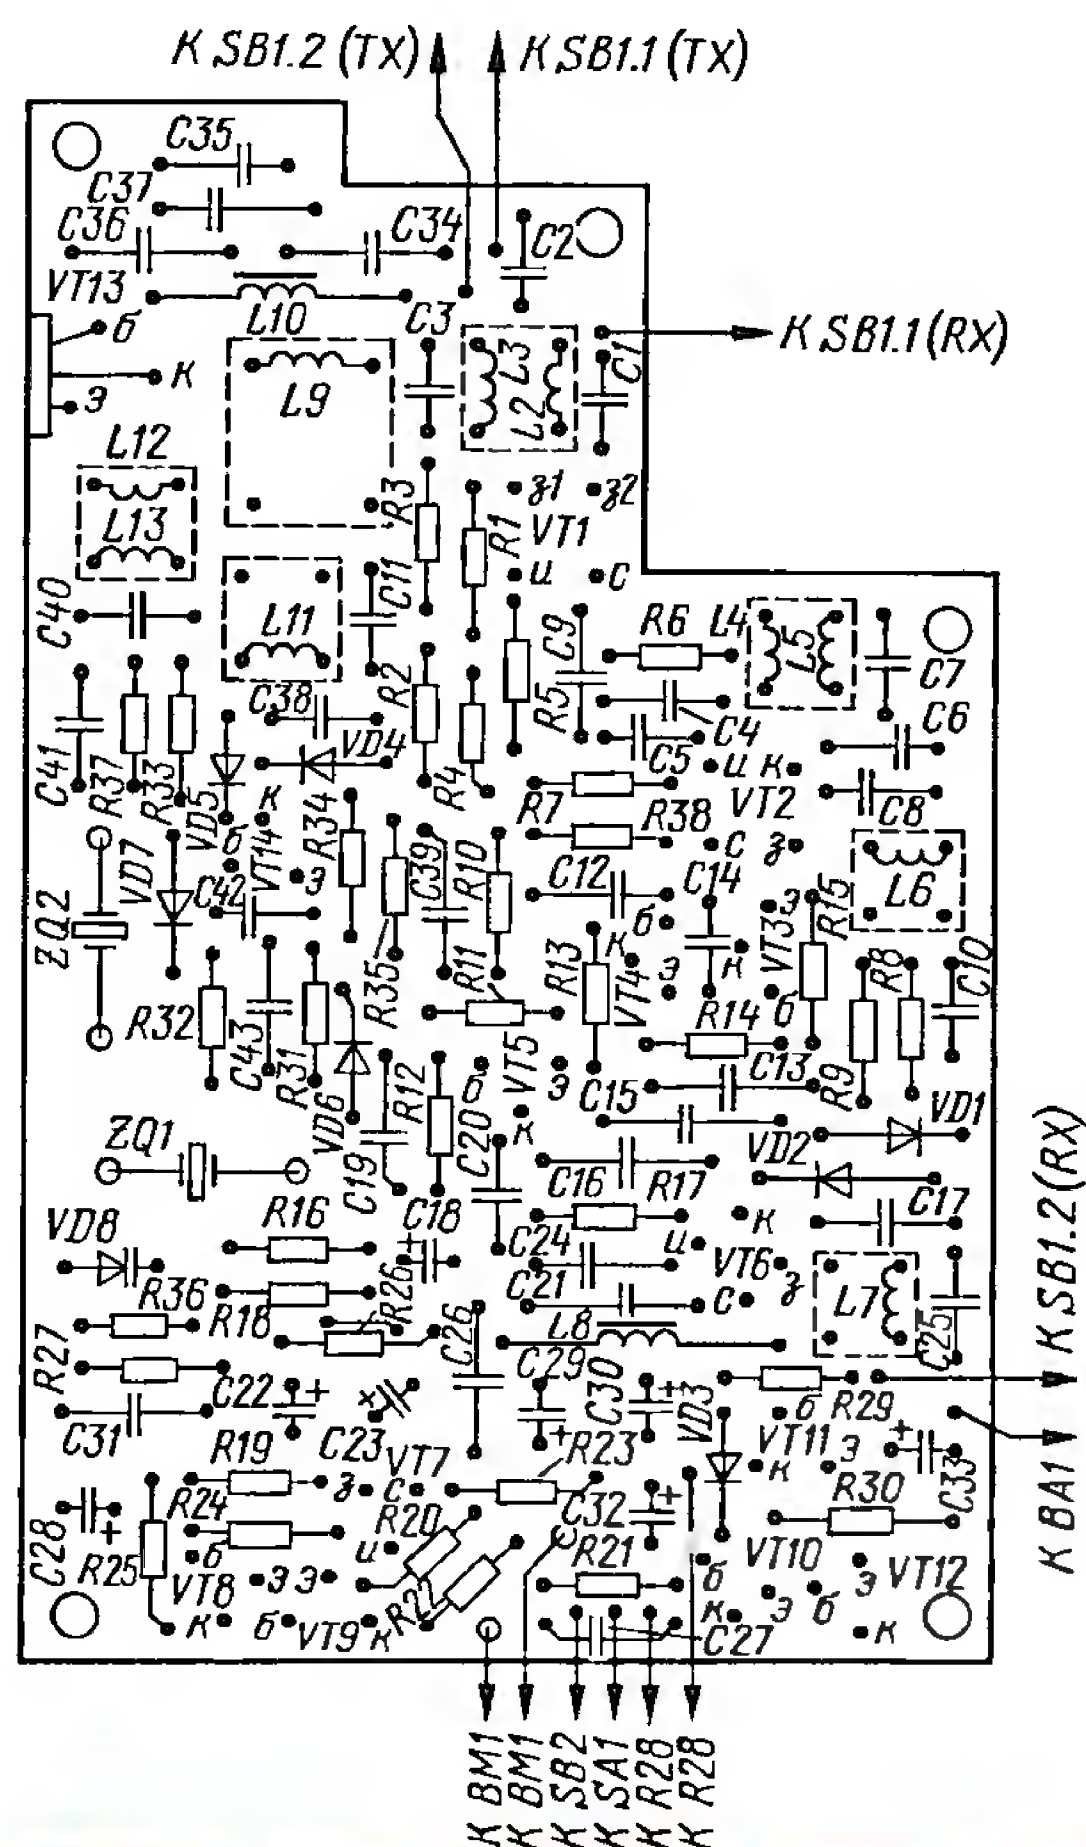 К SB1.2 (TX) К SB1.1 (TX)
C35
C37
C36 C34 C2
VT13
б L10 C3 К SB1.1 (RX)
к L3 C1
э L9 L2
L12
R3 з1 з2
L13 R1 VT1
и с
C40 C11
L11 C9 R6 L4 L5
C7
C38 R2 R5 C6
C41 R37 R33 VD5 VD4 R4 C4
C5 и к
к R34 R7 R38 VT2 C8
б с з
VD7 VT14 э C39 R10 C12 C14 L6
ZQ2 C42 б э R15
R35 R11 R13 к VT3
VT4 э к R8 C10
R32 C43 R31 R14 б
VT5 C13 R9
VD6 R12 б э C15 VD1
ZQ1 C19 C20 к VD2
C16 R17 C17
R16 C18 к
VD8 C24 и
R36 R26 C21 VT6 з
R18 с L7
R27 C26 L8 C25 К SB1.2 (RX)
C22 C29 C30 VD3
C31 C23 б R29
R19 VT7 R23 VT11 э
з с к C33
R24 R20 C32 R30 К BA1
C28 R25 б и R21 VT10
VT8 э э б э VT12
к б VT9 к R22 к э б к
C27
К BM1
К BM1
К SB2
К SA1
К R28
К R28